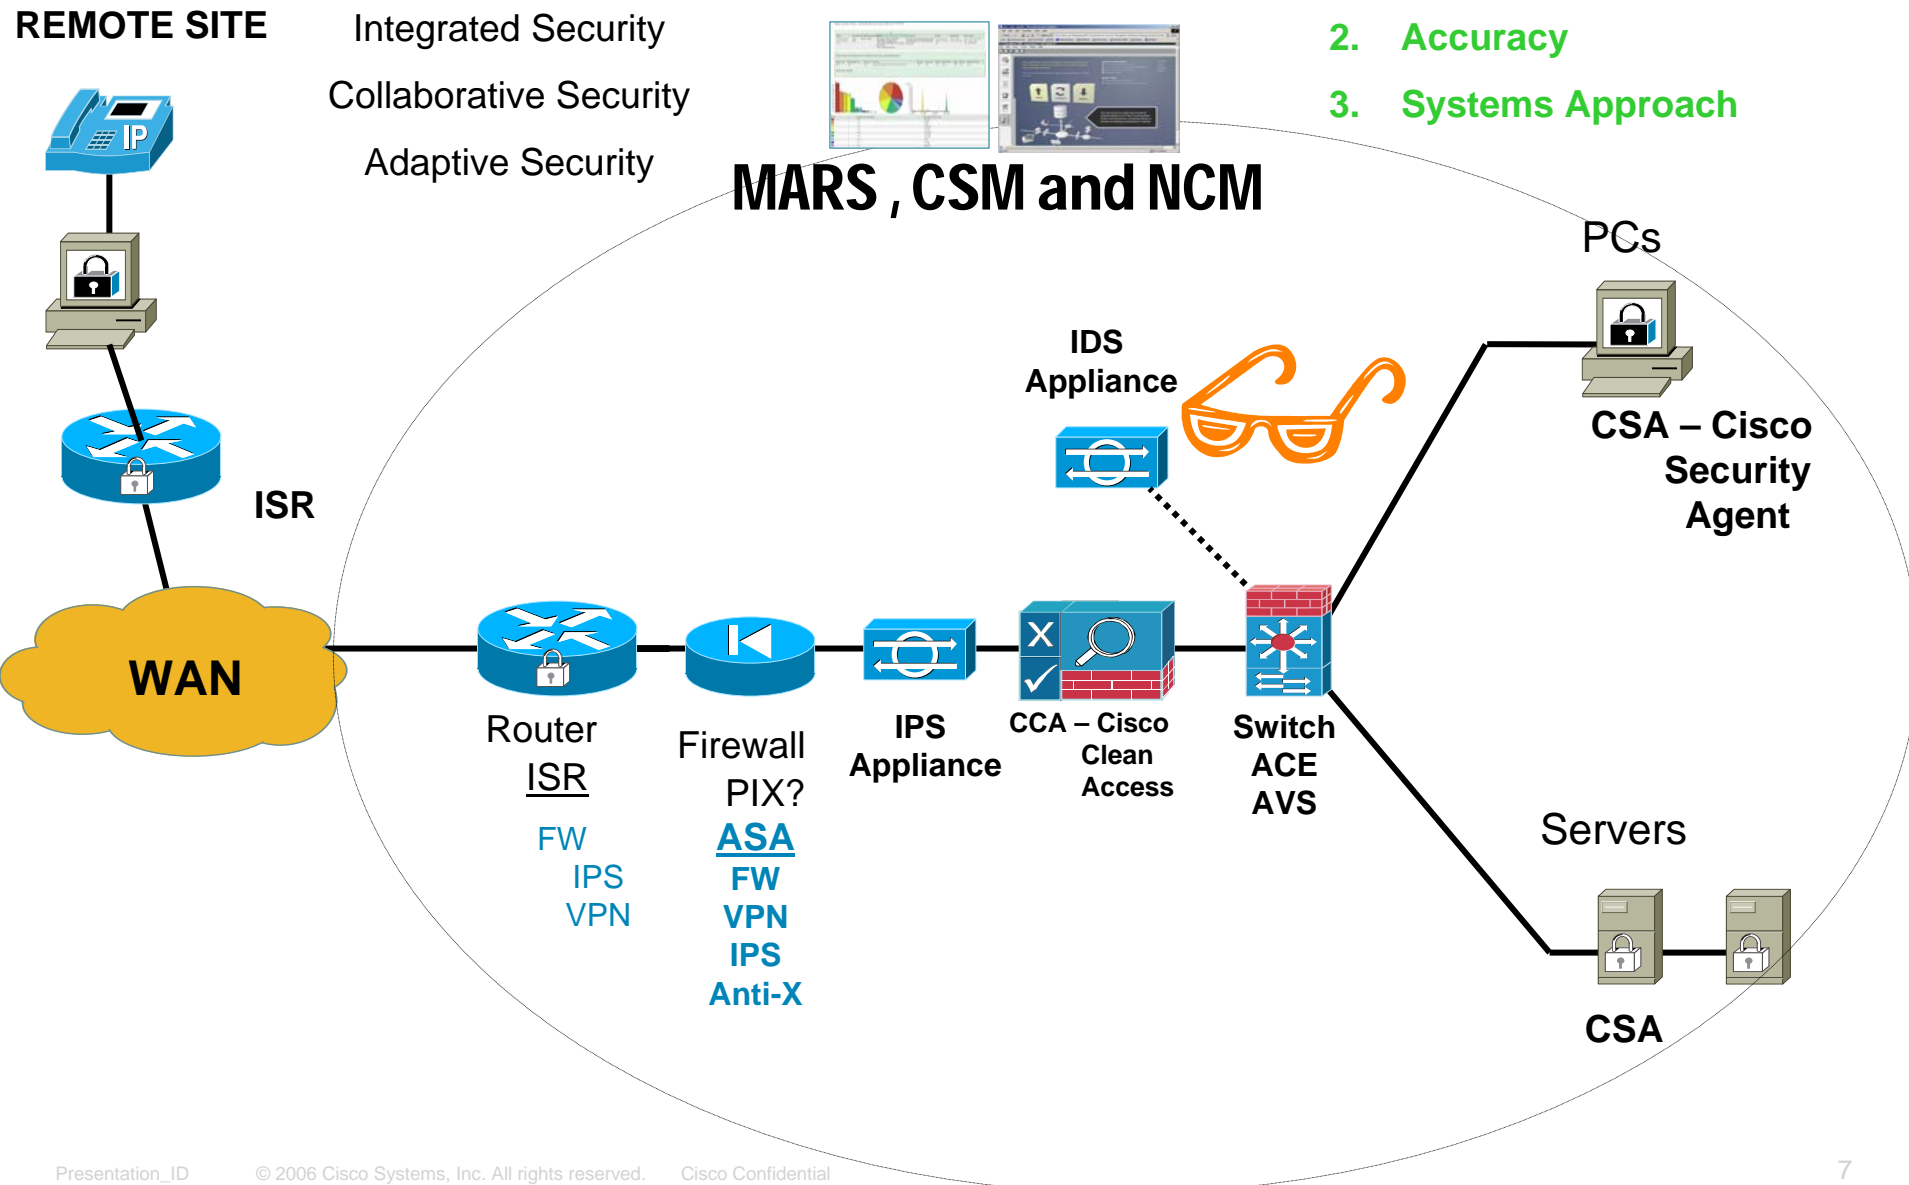 REMOTE SITE
Integrated Security
Collaborative Security
Adaptive Security
2. Accuracy
3. Systems Approach
MARS , CSM and NCM
IP
PCs
IDS
Appliance
CSA – Cisco
Security
Agent
ISR
WAN
X
Router
ISR
FW
IPS
VPN
Firewall
PIX?
ASA
FW
VPN
IPS
Anti-X
IPS
Appliance
CCA – Cisco
Clean
Access
Switch
ACE
AVS
Servers
CSA
Presentation_ID
© 2006 Cisco Systems, Inc. All rights reserved.
Cisco Confidential
7